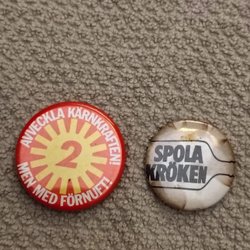 AVVECKLA KÄRNKRAFTEN!
2
MEN MED FÖRNUFT!
SPOLA
KRÖKEN